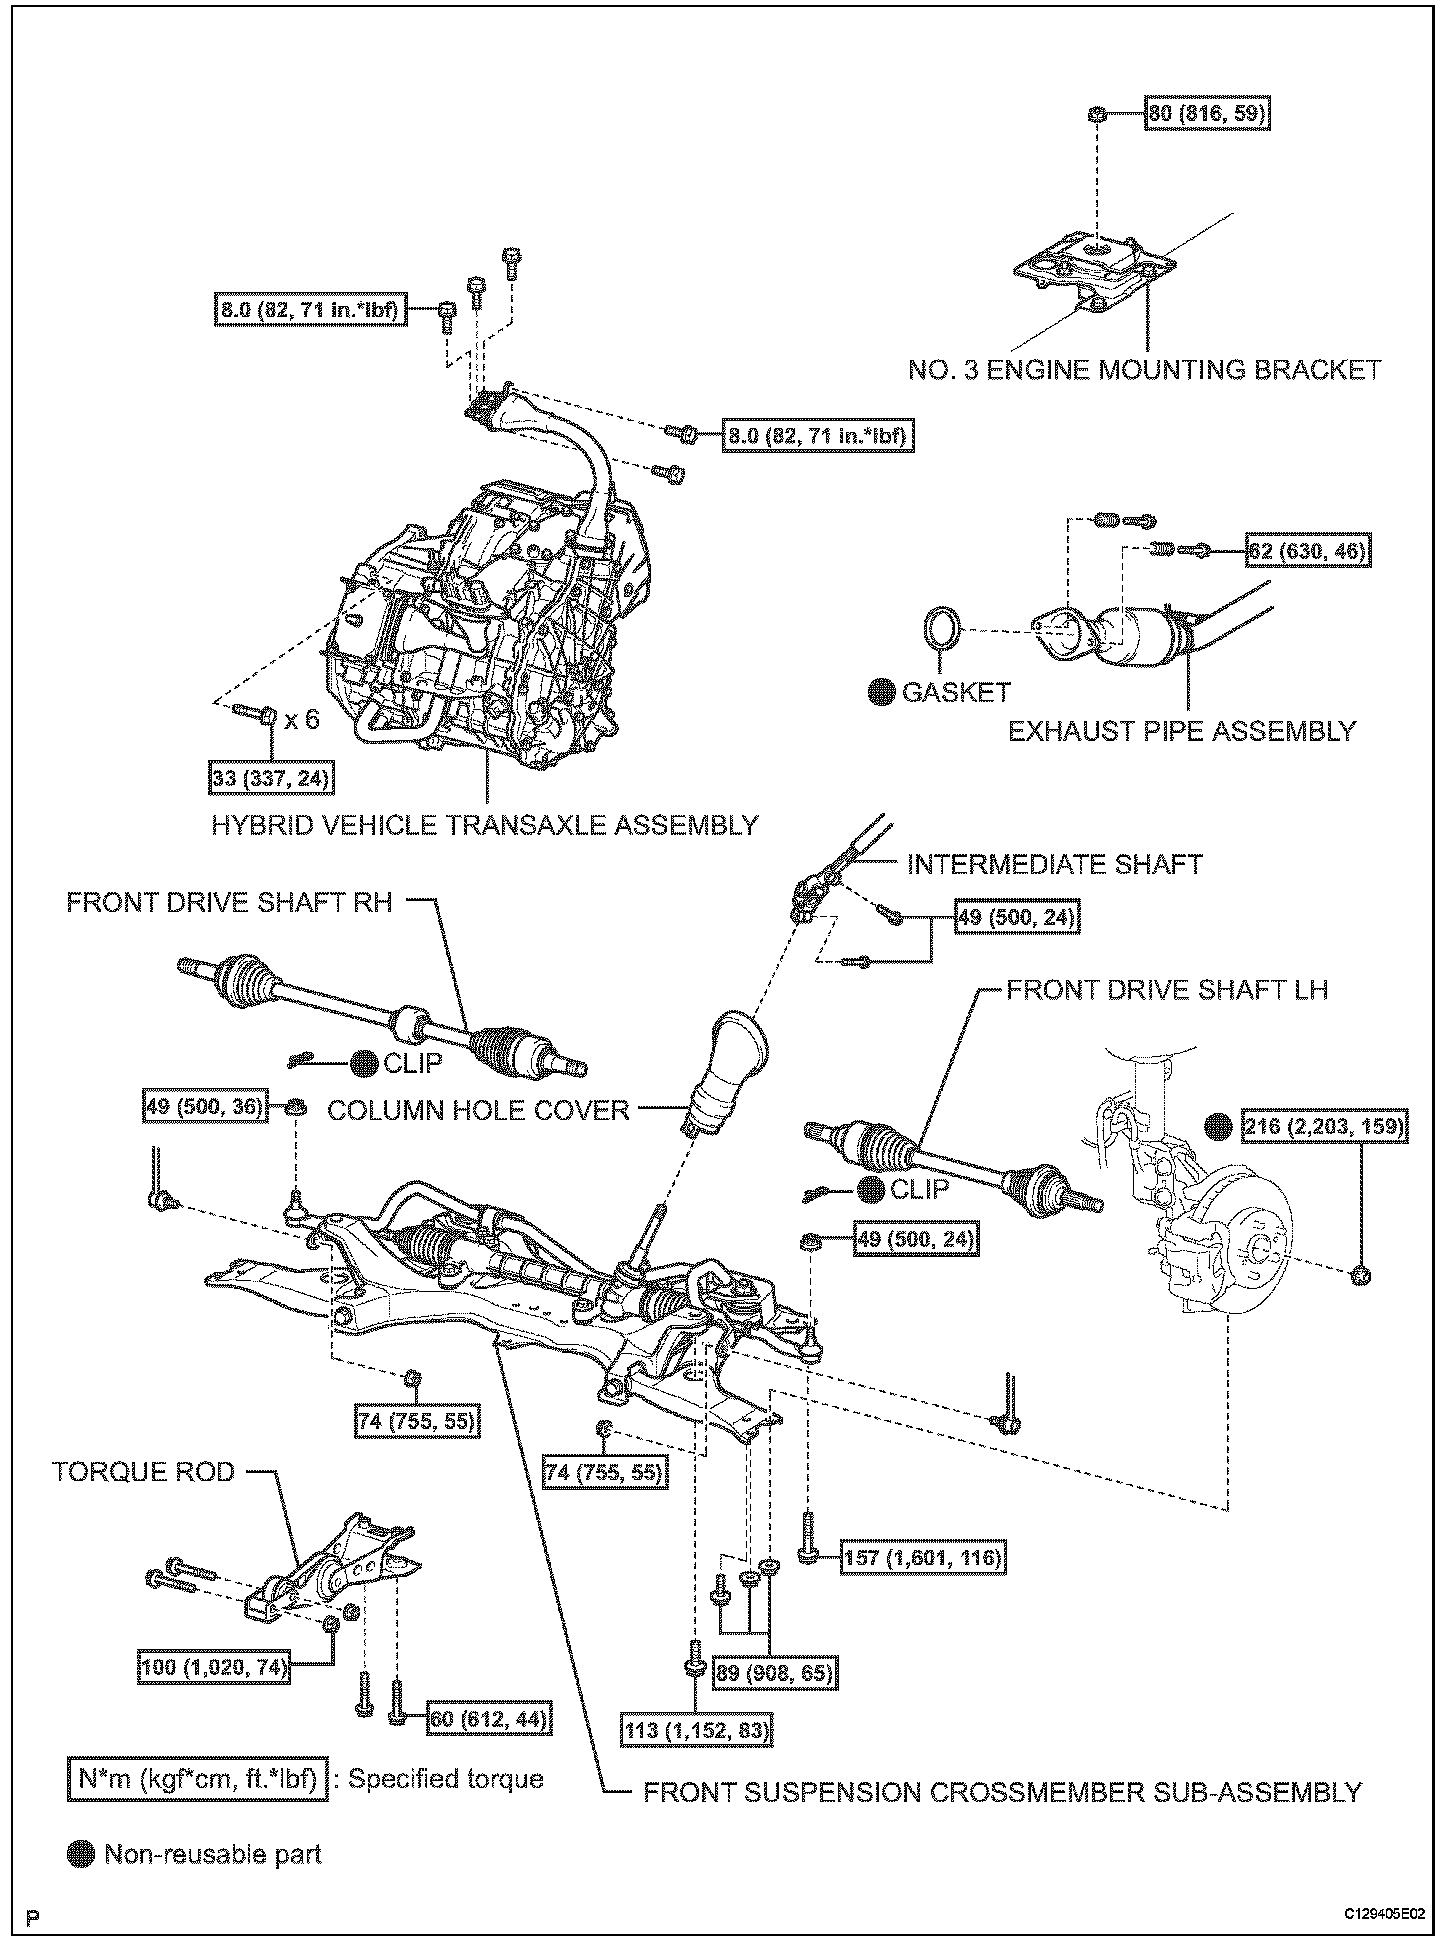 80 (816, 59)
8.0 (82, 71 in.*lbf)
NO. 3 ENGINE MOUNTING BRACKET
8.0 (82, 71 in.*lbf)
62 (630, 46)
GASKET
EXHAUST PIPE ASSEMBLY
x 6
33 (337, 24)
HYBRID VEHICLE TRANSAXLE ASSEMBLY
INTERMEDIATE SHAFT
FRONT DRIVE SHAFT RH
49 (500, 24)
FRONT DRIVE SHAFT LH
CLIP
49 (500, 36)
COLUMN HOLE COVER
216 (2,203, 159)
CLIP
49 (500, 24)
74 (755, 55)
74 (755, 55)
TORQUE ROD
157 (1,601, 116)
100 (1,020, 74)
89 (908, 65)
60 (612, 44)
113 (1,152, 83)
N*m (kgf*cm, ft.*lbf) : Specified torque
FRONT SUSPENSION CROSSMEMBER SUB-ASSEMBLY
Non-reusable part
P
C129405E02